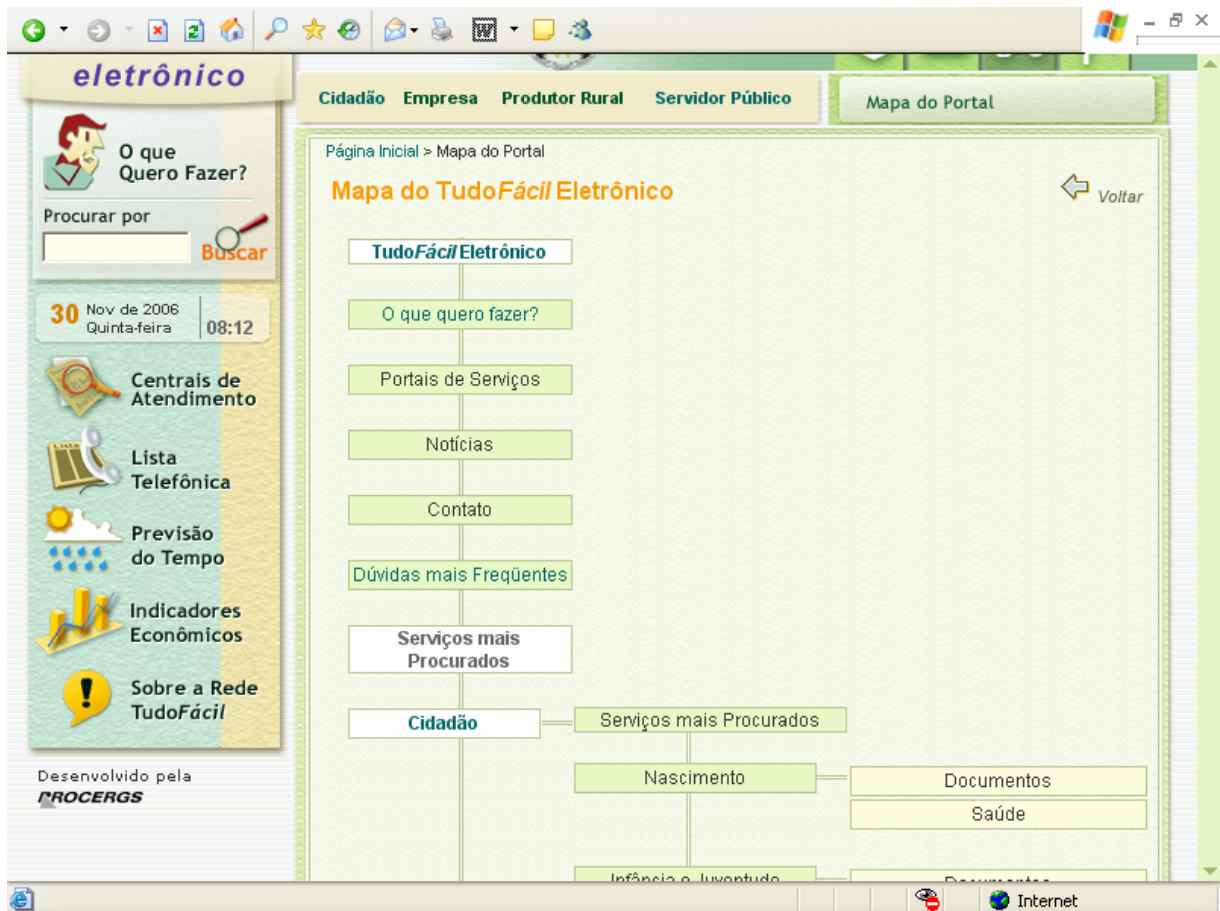 eletrônico
Cidadão Empresa Produtor Rural Servidor Público
Mapa do Portal
O que
Quero Fazer?
Procurar por
Buscar
30 Nov de 2006
Quinta-feira
08:12
Centrais de
Atendimento
Lista
Telefônica
Previsão
do Tempo
Indicadores
Econômicos
Sobre a Rede
TudoFácil
Desenvolvido pela
PROCERGS
Página Inicial > Mapa do Portal
Mapa do TudoFácil Eletrônico
Voltar
TudoFácil Eletrônico
O que quero fazer?
Portais de Serviços
Notícias
Contato
Dúvidas mais Freqüentes
Serviços mais
Procurados
Cidadão
Serviços mais Procurados
Nascimento
Documentos
Saúde
Infância e Juventude
Documentos
Internet